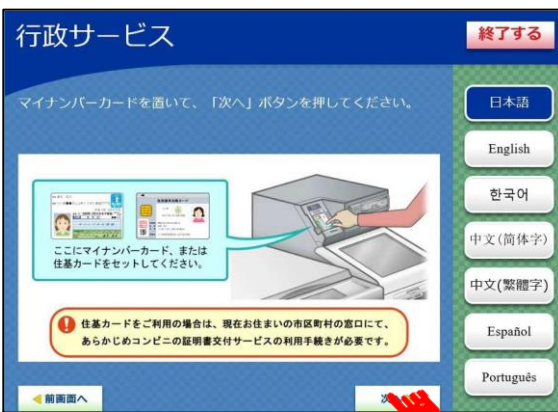 行政サービス
終了する
マイナンバーカードを置いて、「次へ」ボタンを押してください。
日本語
English
한국어
中文(简体字)
中文(繁體字)
Español
Português
ここにマイナンバーカード、または
住基カードをセットしてください。
住基カードをご利用の場合は、現在お住まいの市区町村の窓口にて、
あらかじめコンビニの証明書交付サービスの利用手続きが必要です。
前画面へ
次